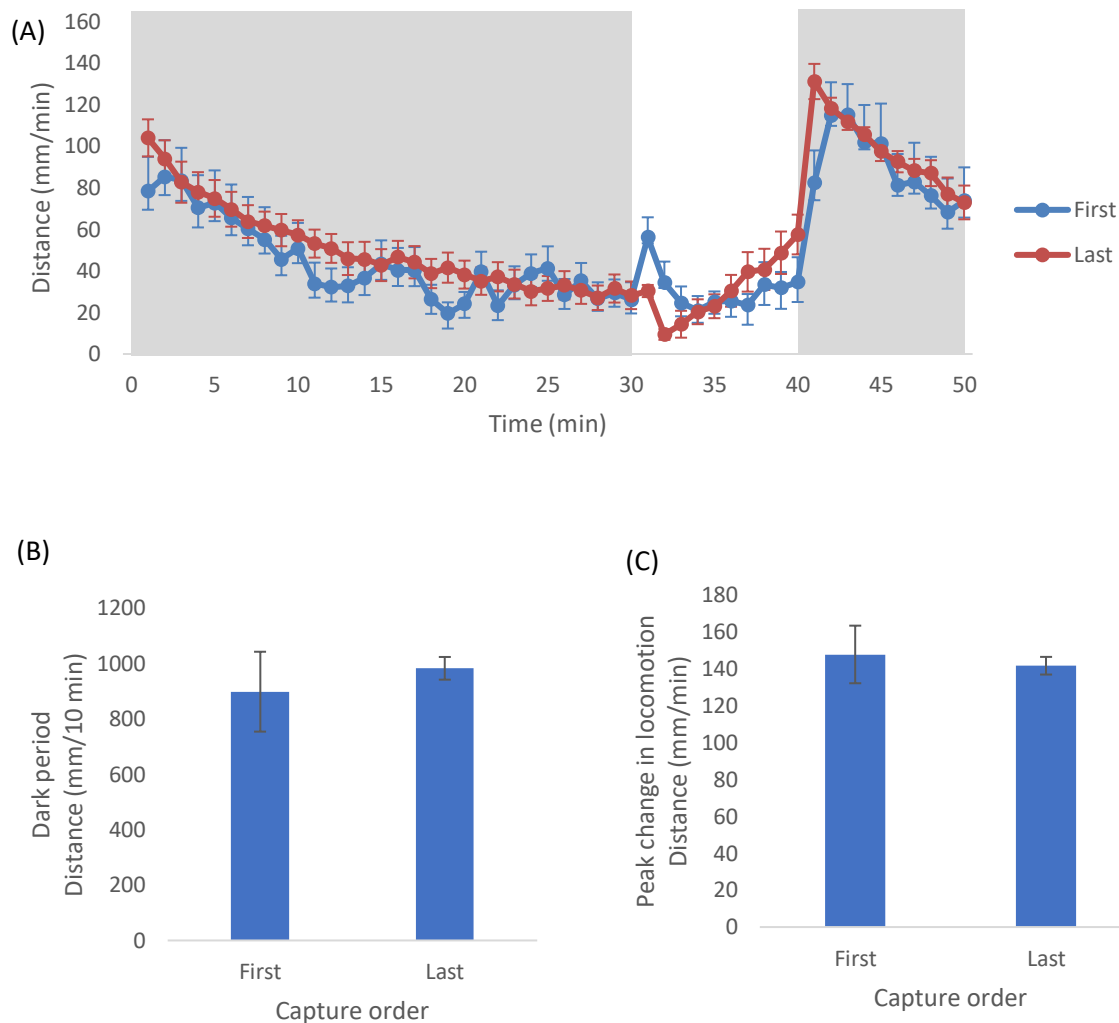 (A)
160
140
120
100
80
60
40
20
0
Distance (mm/min)
0 5 10 15 20 25 30 35 40 45 50
Time (min)
First
Last
(B)
1200
1000
800
600
400
200
0
Dark period
Distance (mm/10 min)
First Last
Capture order
(C)
180
160
140
120
100
80
60
40
20
0
Peak change in locomotion
Distance (mm/min)
First Last
Capture order